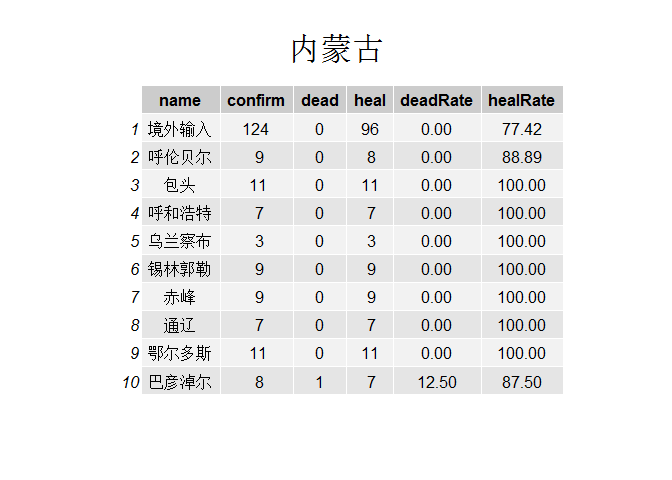 内蒙古
name confirm dead heal deadRate healRate
1 境外输入 124 0 96 0.00 77.42
2 呼伦贝尔 9 0 8 0.00 88.89
3 包头 11 0 11 0.00 100.00
4 呼和浩特 7 0 7 0.00 100.00
5 乌兰察布 3 0 3 0.00 100.00
6 锡林郭勒 9 0 9 0.00 100.00
7 赤峰 9 0 9 0.00 100.00
8 通辽 7 0 7 0.00 100.00
9 鄂尔多斯 11 0 11 0.00 100.00
10 巴彦淖尔 8 1 7 12.50 87.50